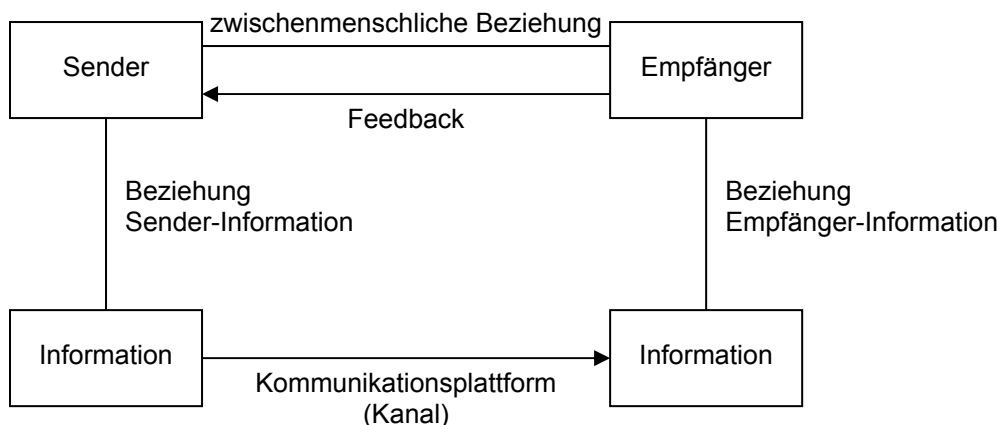 zwischenmenschliche Beziehung
Sender
Empfänger
Feedback
Beziehung
Sender-Information
Beziehung
Empfänger-Information
Information
Information
Kommunikationsplattform
(Kanal)